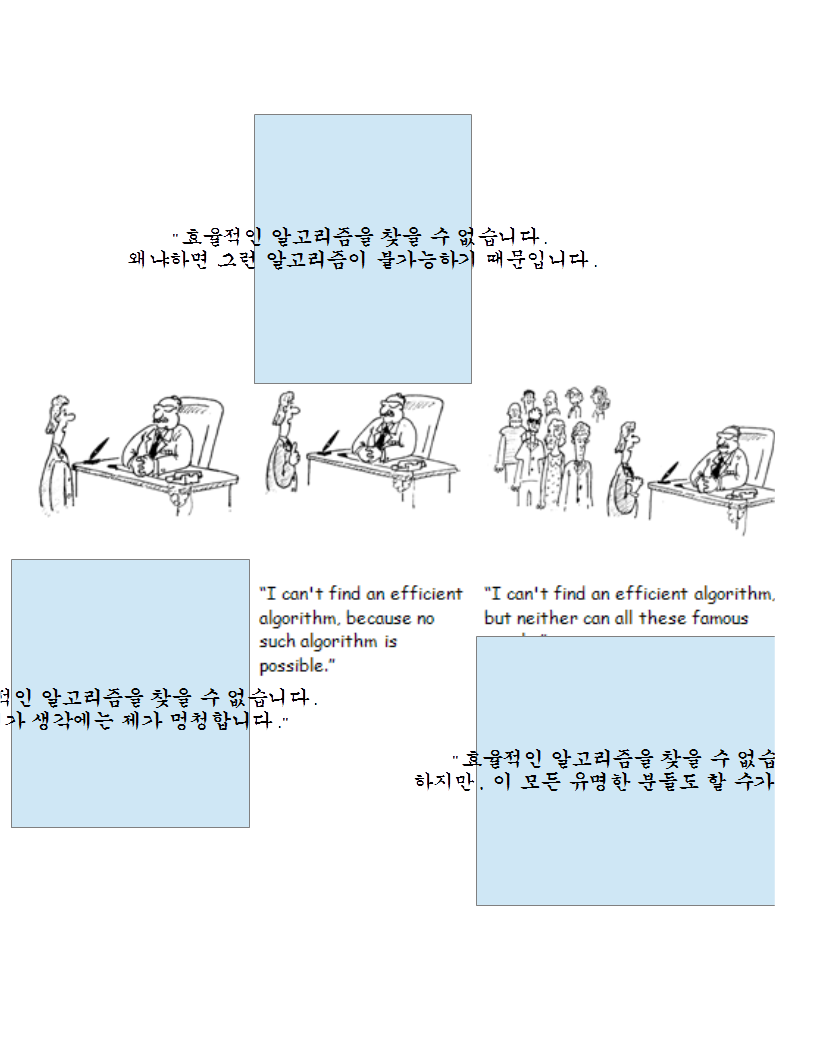 " 효율적인 알고리즘을 찾을 수 없습니다.
왜냐하면 그런 알고리즘이 불가능하기 때문입니다.
“I can't find an efficient
algorithm, because no
such algorithm is
possible.”
“I can't find an efficient algorithm,
but neither can all these famous
적인 알고리즘을 찾을 수 없습니다.
가 생각에는 제가 멍청합니다."
" 효율적인 알고리즘을 찾을 수 없습
하지만, 이 모든 유명한 분들도 할 수가